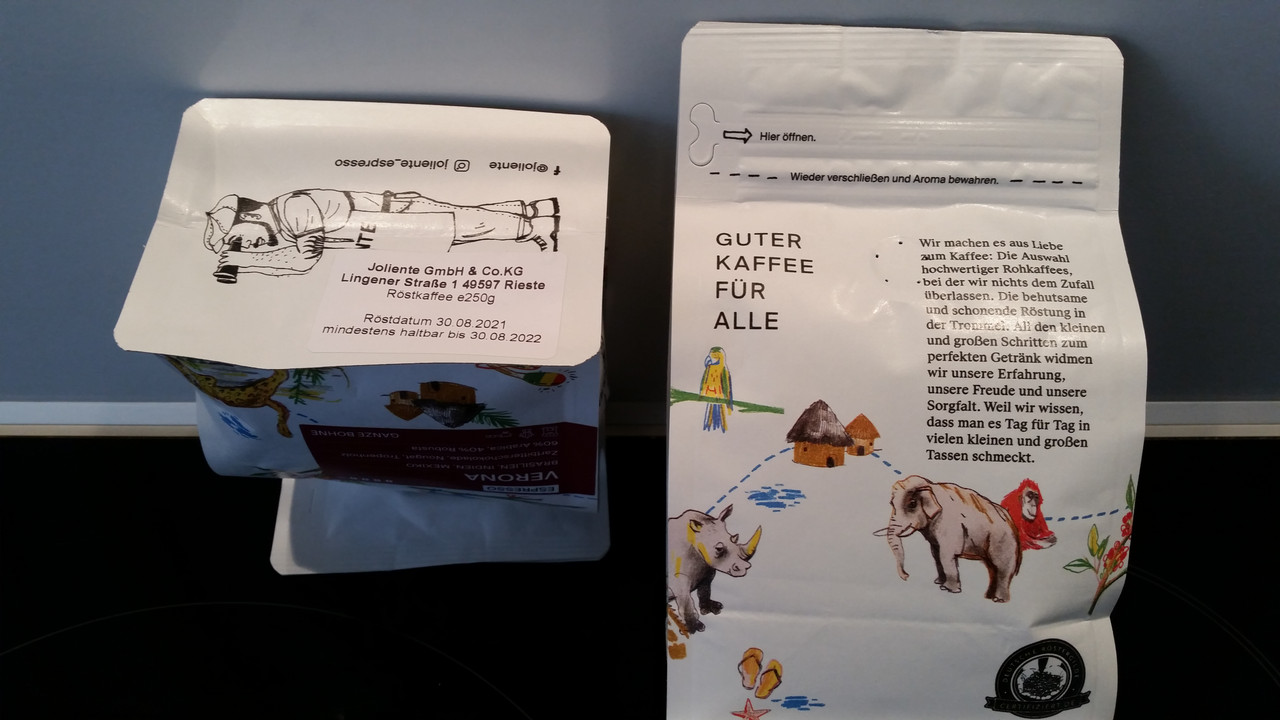 f @joliente
joliente_espresso
ITE
Joliente GmbH & Co.KG
Lingener Straße 1 49597 Rieste
Röstkaffee e250g
Röstdatum 30.08.2021
mindestens haltbar bis 30.08.2022
ESPRESSO
VERONA
BRASILIEN, INDIEN, MEXIKO
Zartbitterschokolade, Nougat,
60% Arabica, 40% Robusta
GANZE BOHNE
Hier öffnen.
Wieder verschließen und Aroma bewahren.
GUTER
KAFFEE
FÜR
ALLE
Wir machen es aus Liebe
zum Kaffee: Die Auswahl
hochwertiger Rohkaffees,
bei der wir nichts dem Zufall
überlassen. Die behutsame
und schonende Röstung in
der Trommel. All den kleinen
und großen Schritten zum
perfekten Getränk widmen
wir unsere Erfahrung,
unsere Freude und unsere
Sorgfalt. Weil wir wissen,
dass man es Tag für Tag in
vielen kleinen und großen
Tassen schmeckt.